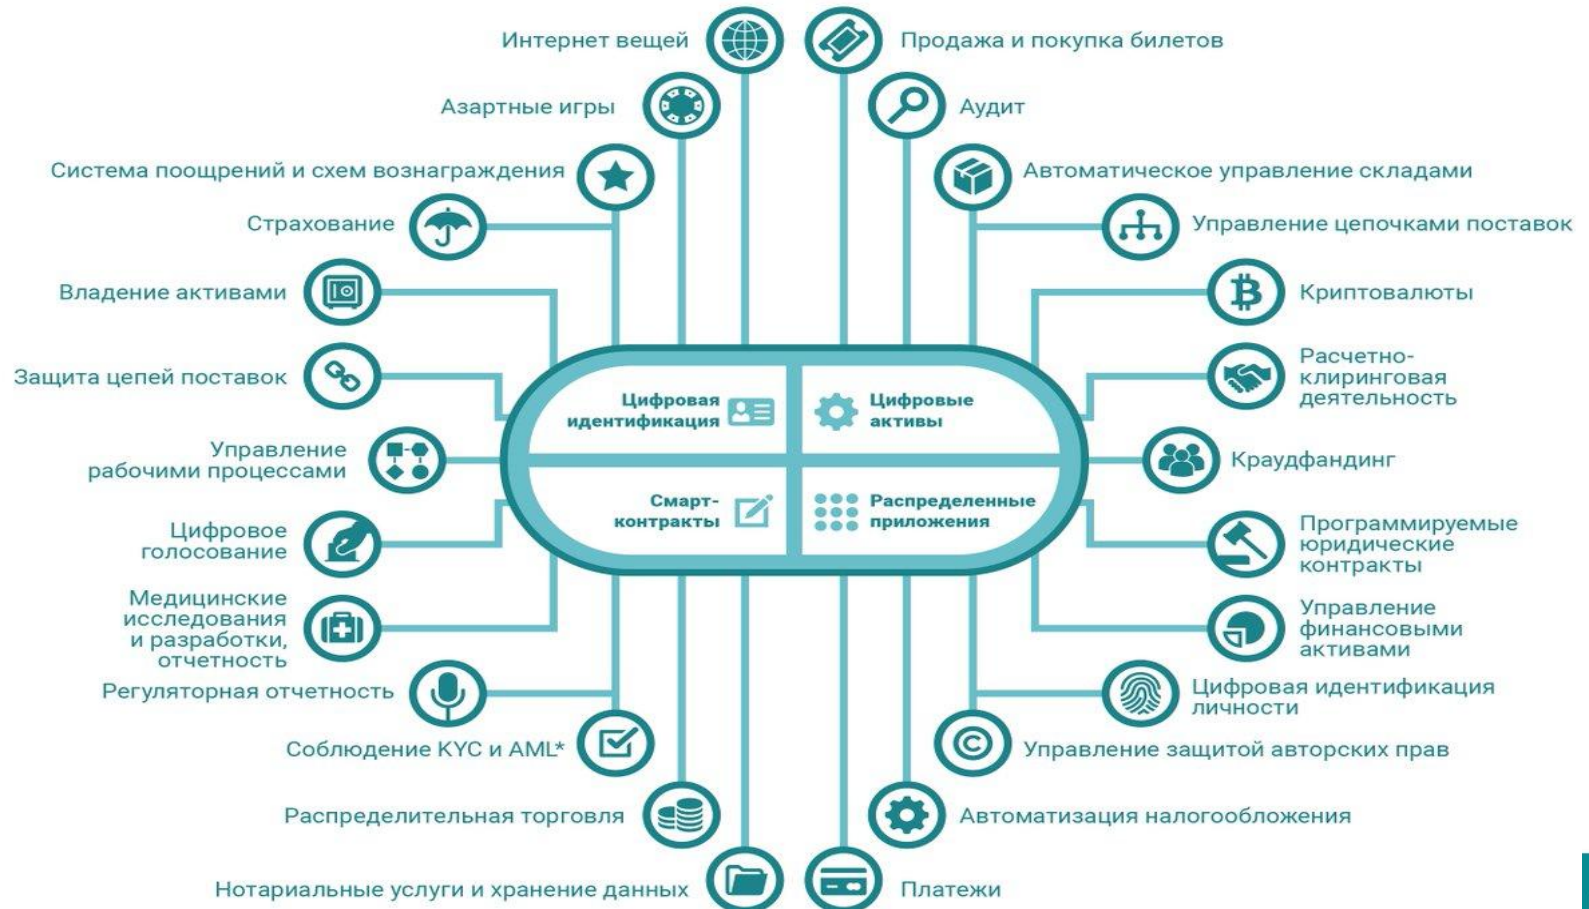 Интернет вещей
Продажа и покупка билетов
Азартные игры
Аудит
Система поощрений и схем вознаграждения
Автоматическое управление складами
Страхование
Управление цепочками поставок
Владение активами
Криптовалюты
Защита цепей поставок
Расчетно-
клиринговая
деятельность
Цифровая
идентификация
Цифровые
активы
Управление
рабочими процессами
Краудфандинг
Смарт-
контракты
Распределенные
приложения
Цифровое
голосование
Программируемые
юридические
контракты
Медицинские
исследования
и разработки,
отчетность
Управление
финансовыми
активами
Регуляторная отчетность
Цифровая идентификация
личности
Соблюдение KYC и AML*
Управление защитой авторских прав
Распределительная торговля
Автоматизация налогообложения
Нотариальные услуги и хранение данных
Платежи